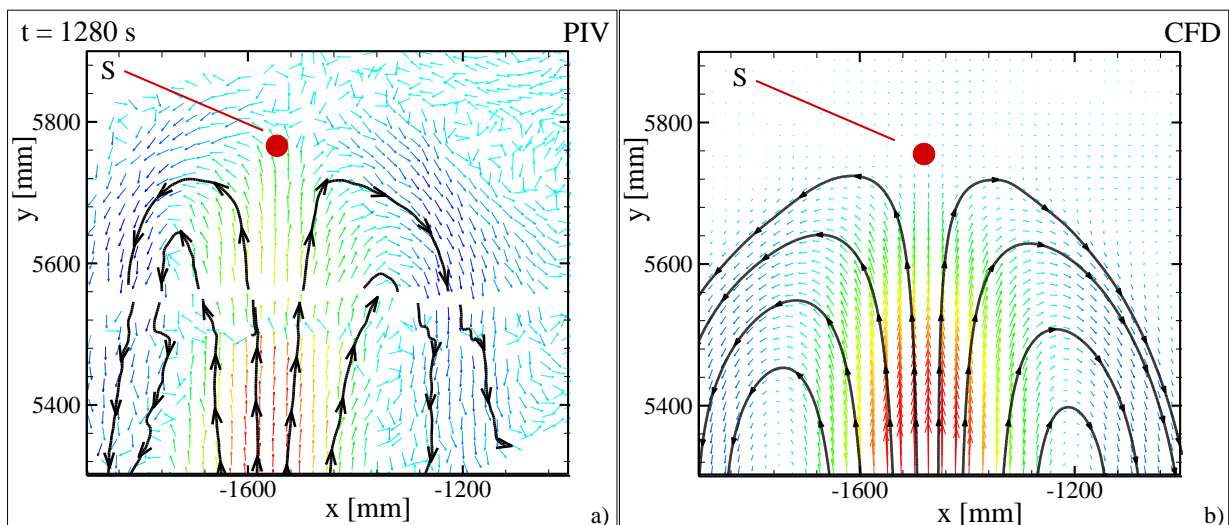 t = 1280 s
PIV
S
5800
5600
5400
y [mm]
-1600
-1200
x [mm]
a)
CFD
S
5800
5600
5400
y [mm]
-1600
-1200
x [mm]
b)